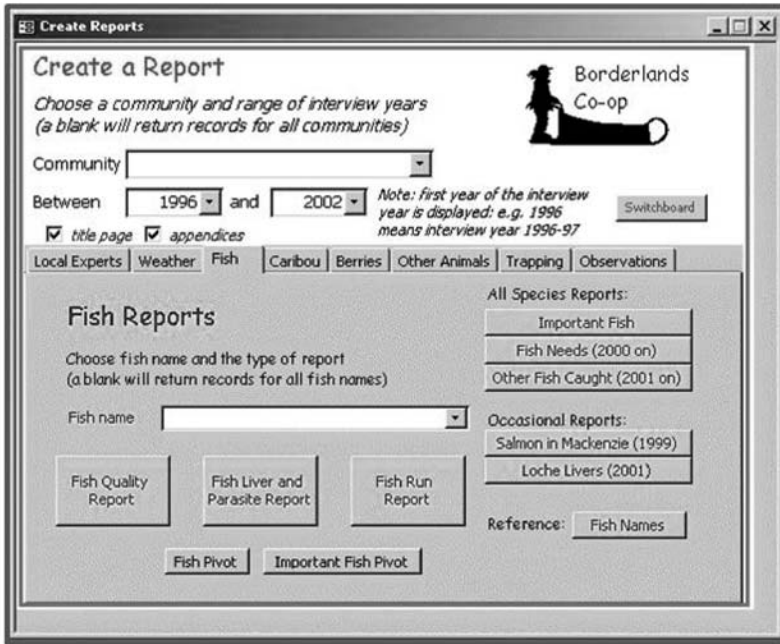 Create Reports
Create a Report
Borderlands
Co-op
Choose a community and range of interview years
(a blank will return records for all communities)
Community
Between 1996 and 2002
Note: first year of the interview
year is displayed: e.g. 1996
means interview year 1996-97
Switchboard
title page appendices
Local Experts Weather Fish Caribou Berries Other Animals Trapping Observations
Fish Reports
Choose fish name and the type of report
(a blank will return records for all fish names)
Fish name
Fish Quality
Report
Fish Liver and
Parasite Report
Fish Run
Report
Fish Pivot Important Fish Pivot
All Species Reports:
Important Fish
Fish Needs (2000 on)
Other Fish Caught (2001 on)
Occasional Reports:
Salmon in Mackenzie (1999)
Loche Livers (2001)
Reference: Fish Names